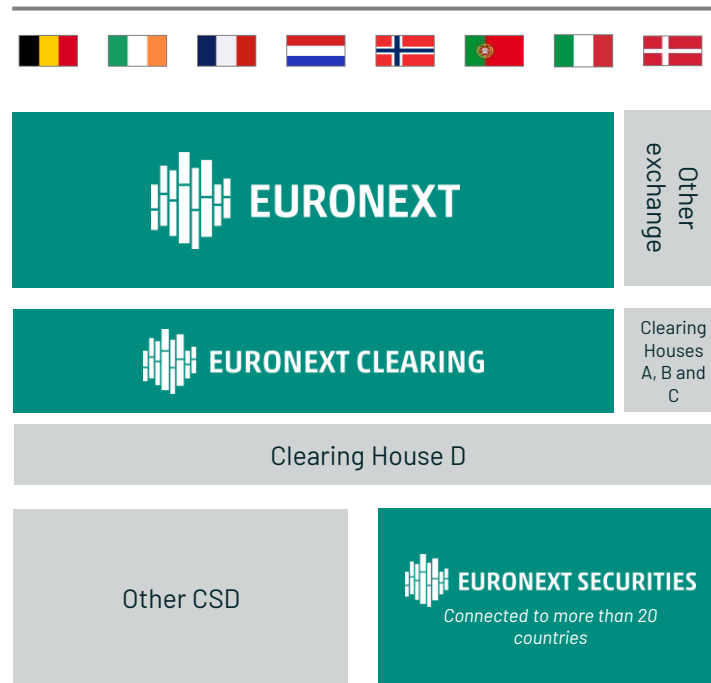 EURONEXT
Other
exchange
EURONEXT CLEARING
Clearing
Houses
A, B and
C
Clearing House D
Other CSD
EURONEXT SECURITIES
Connected to more than 20
countries